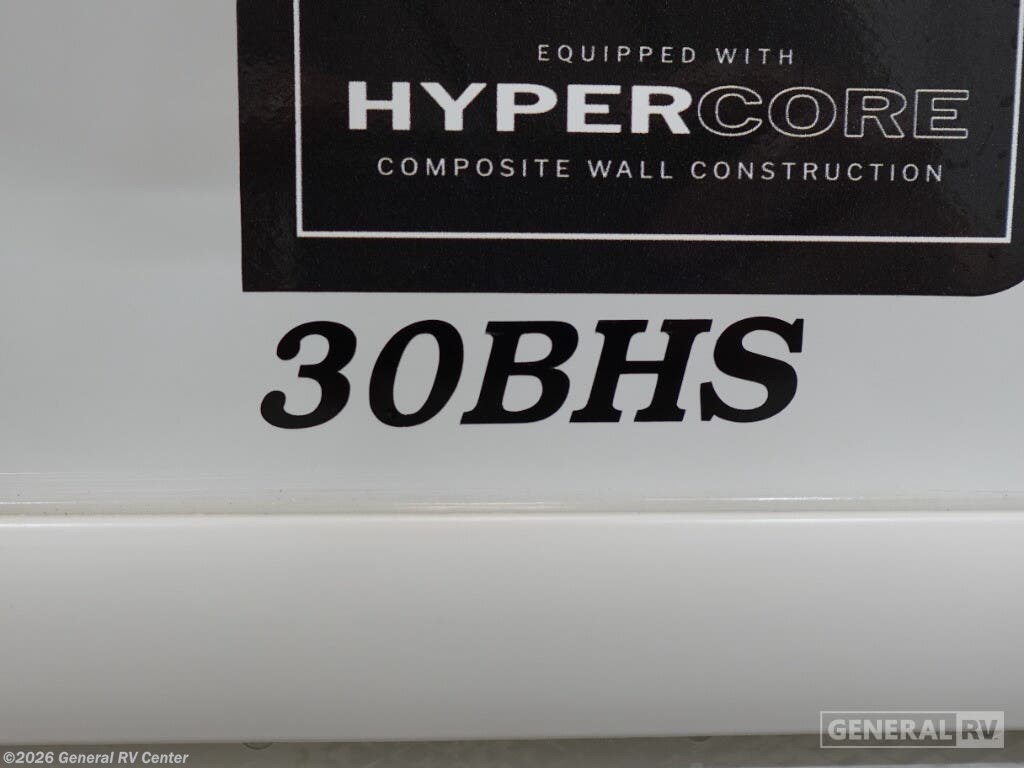 EQUIPPED WITH
HYPERCORE
COMPOSITE WALL CONSTRUCTION
30BHS
GENERAL RV
©2026 General RV Center